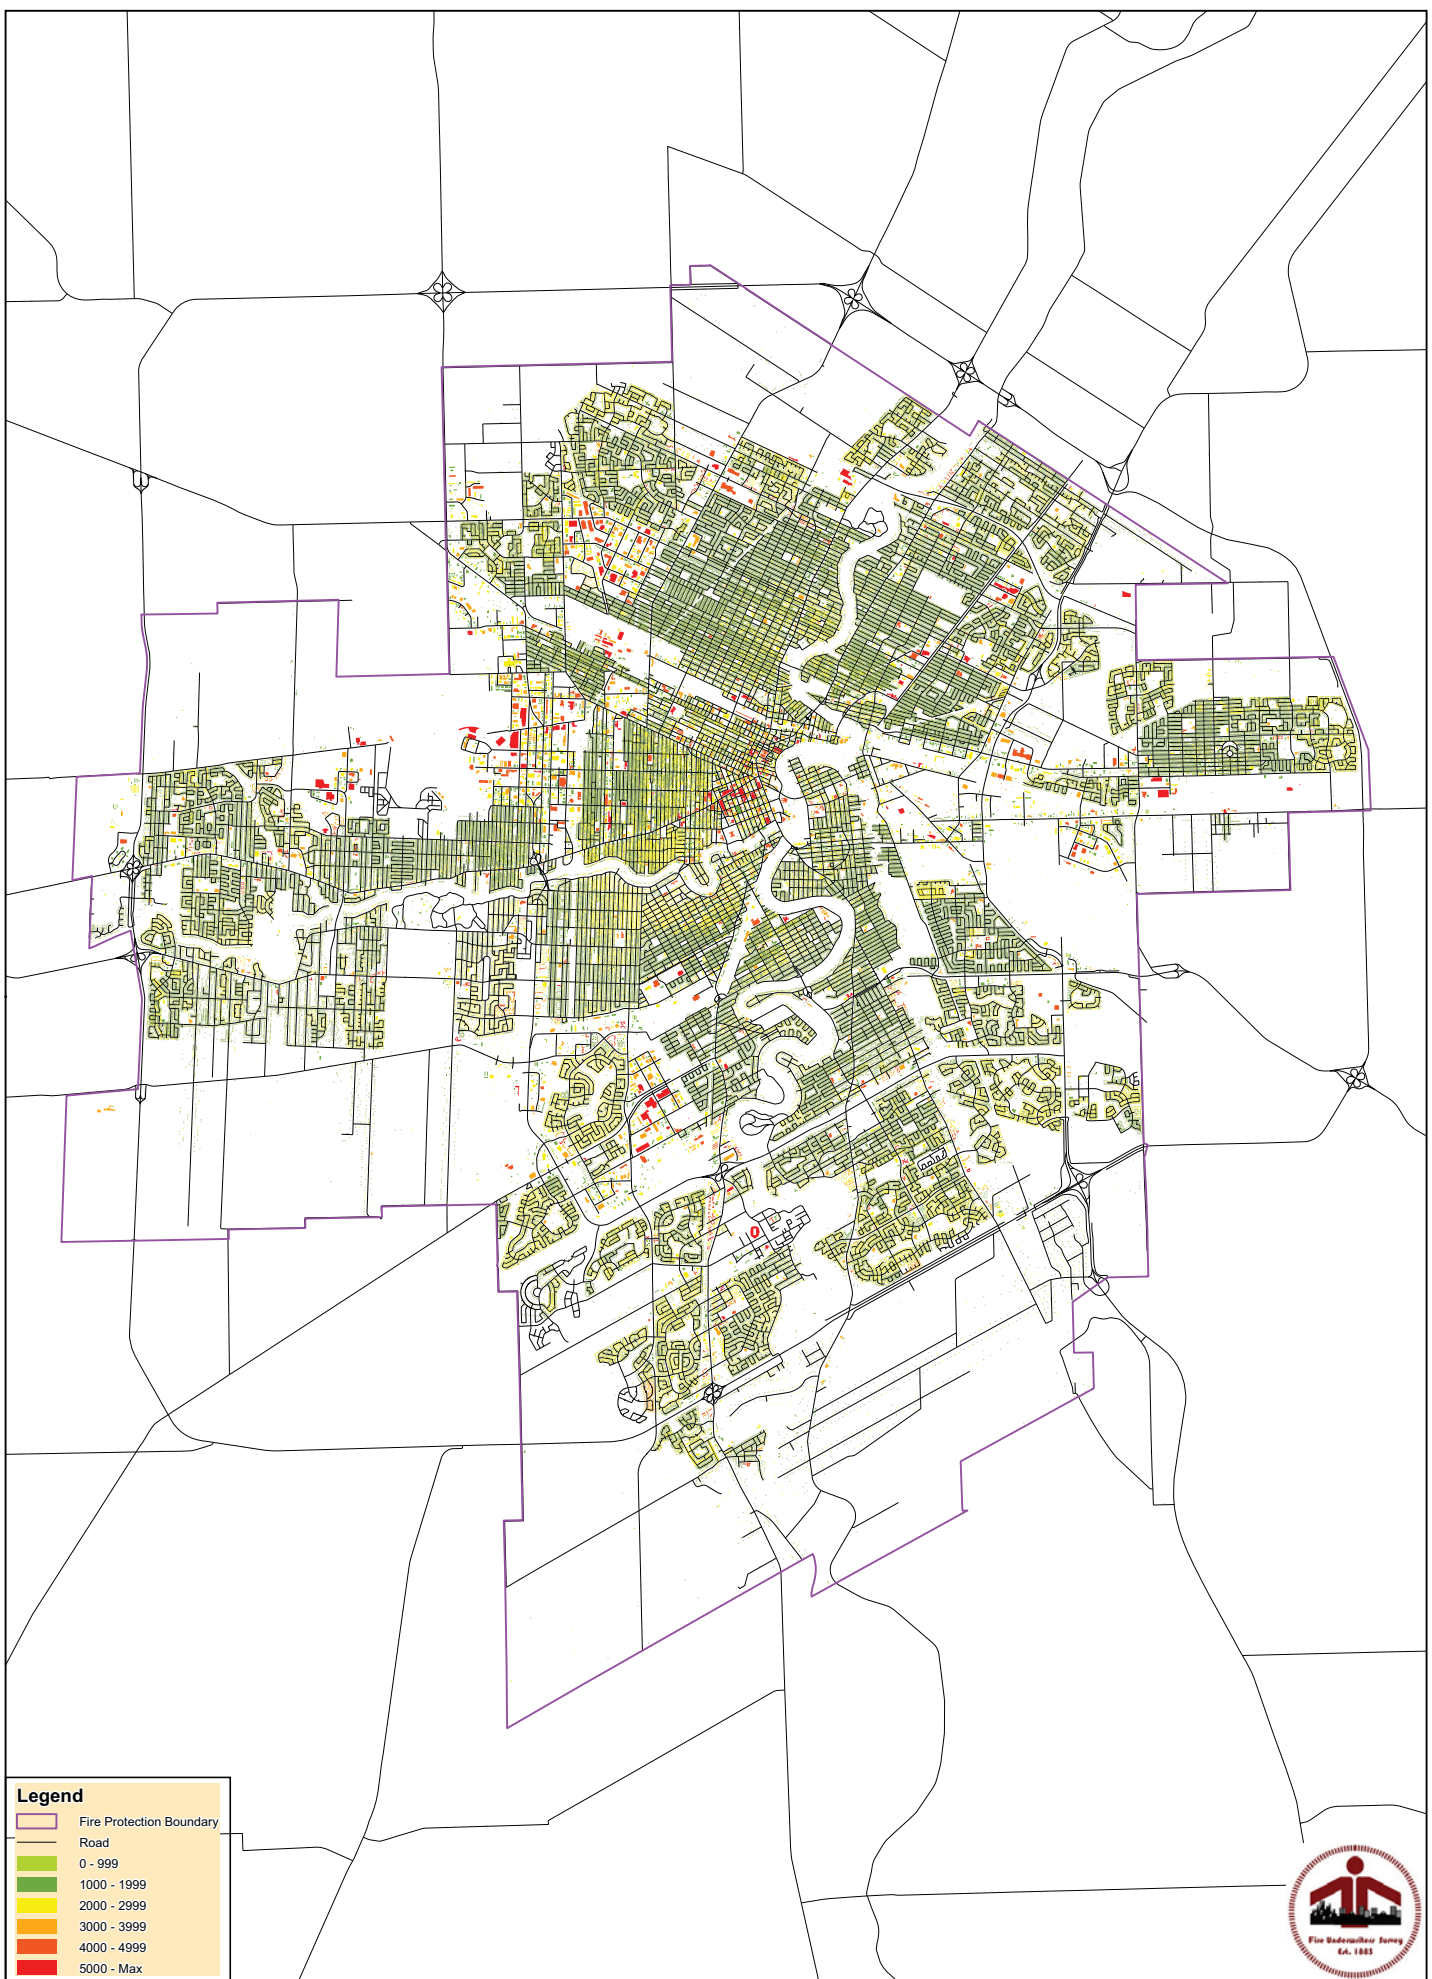 Legend
Fire Protection Boundary
Road
0 - 999
1000 - 1999
2000 - 2999
3000 - 3999
4000 - 4999
5000 - Max
Fire Underwriters Survey
Est. 1883